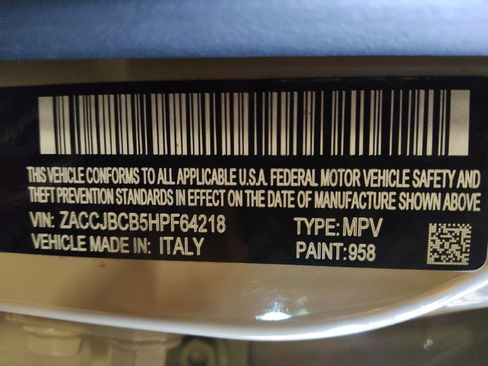 THIS VEHICLE CONFORMS TO ALL APPLICABLE U.S.A. FEDERAL MOTOR VEHICLE SAFETY AND
THEFT PREVENTION STANDARDS IN EFFECT ON THE DATE OF MANUFACTURE SHOWN ABOVE
VIN: ZACCJBCB5HPF64218 TYPE: MPV
VEHICLE MADE IN: ITALY PAINT: 958